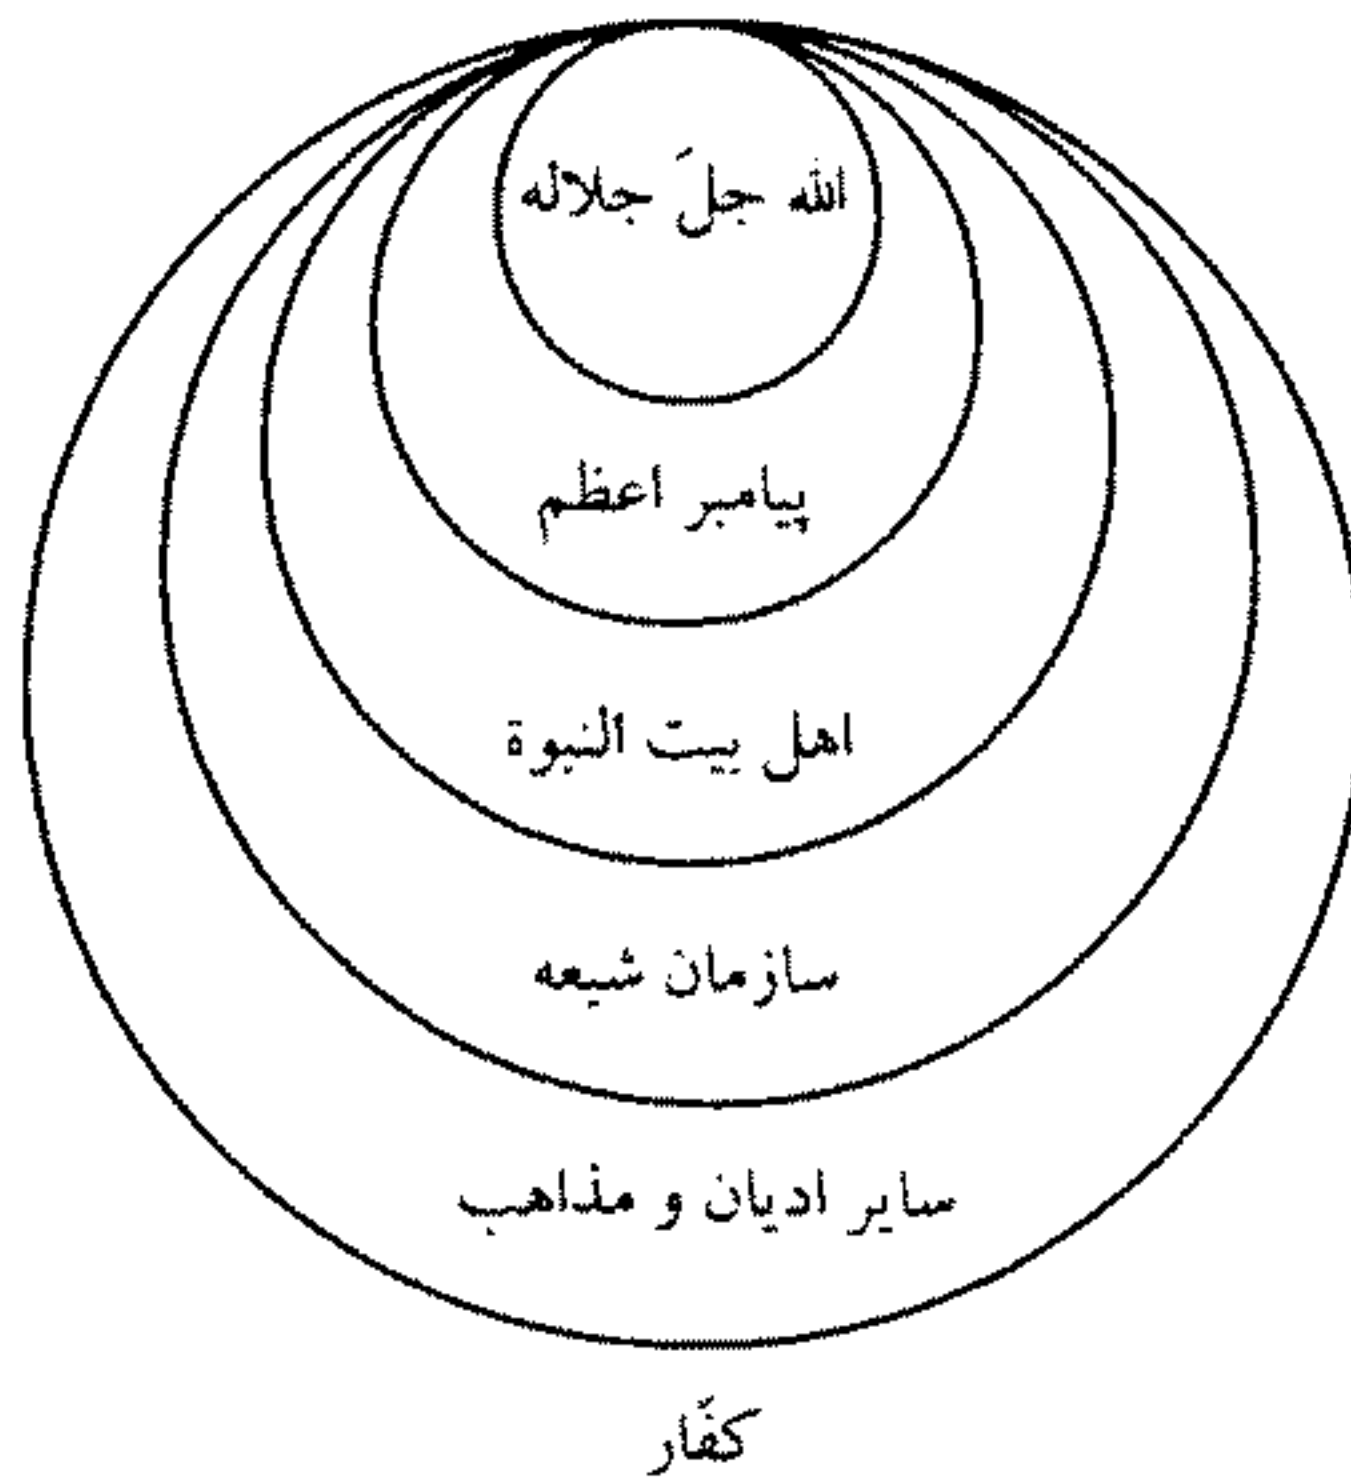 الله جلَ جلاله
پیامبر اعظم
اهل بیت النبوة
سازمان شیعه
سایر ادیان و مذاهب
کفّار